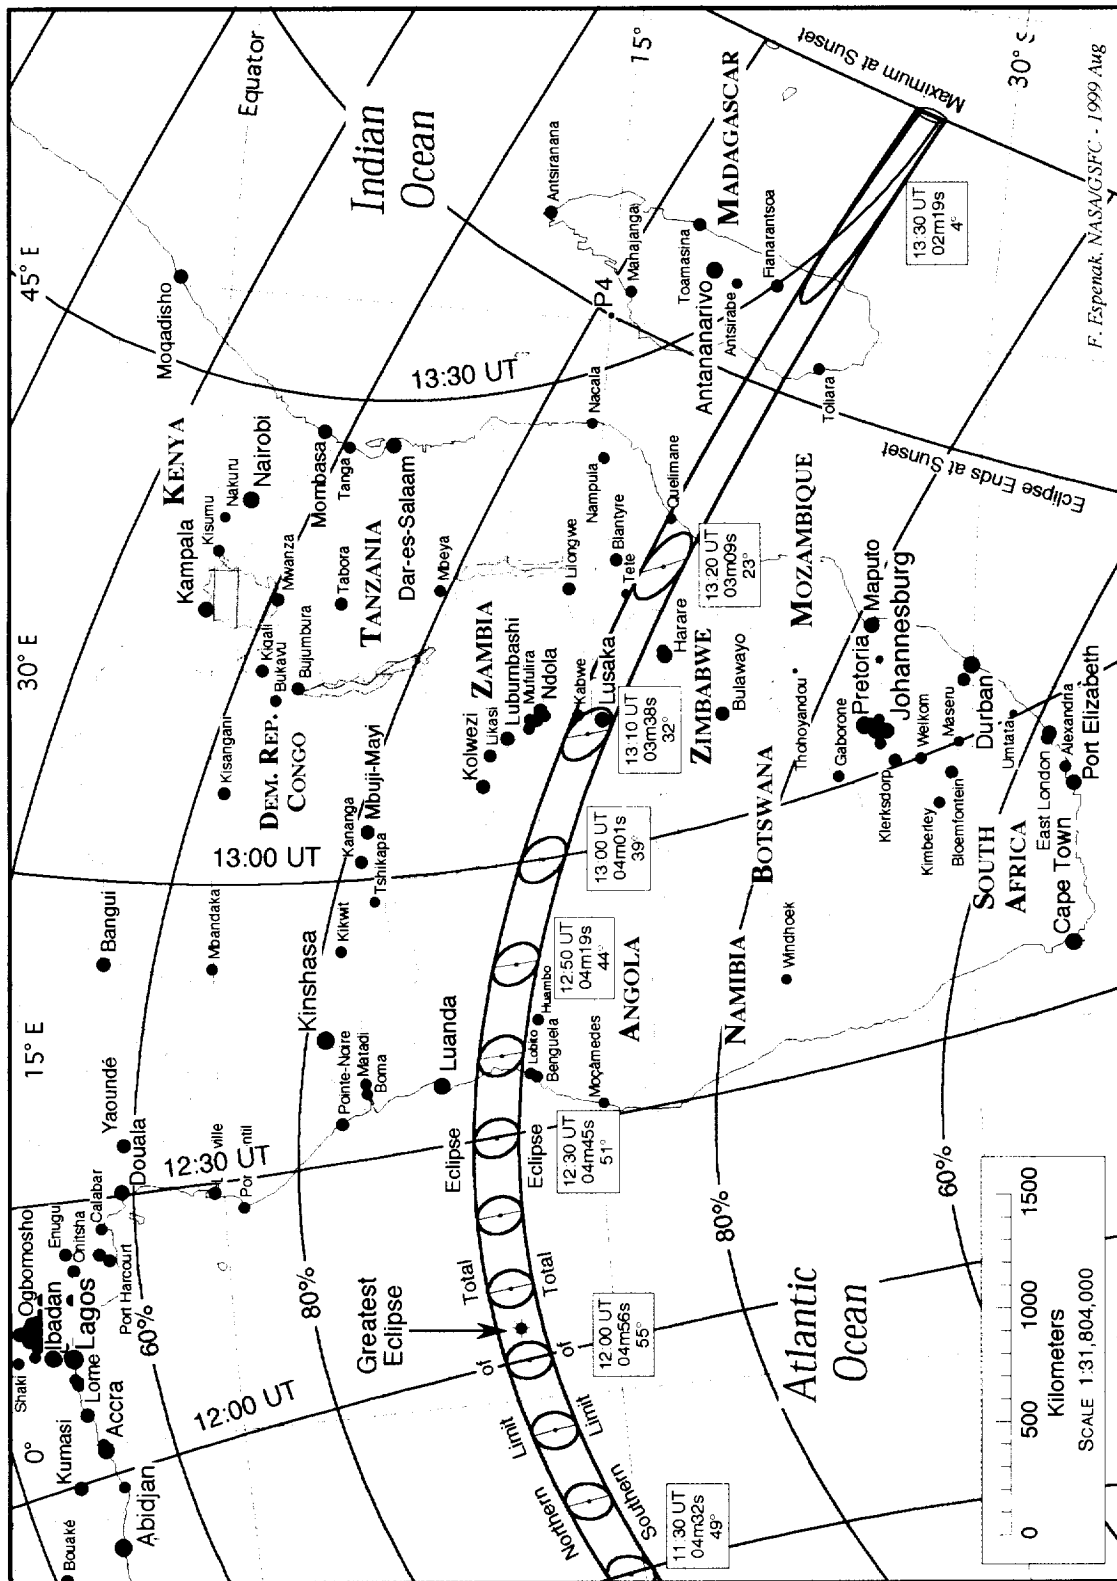 0°
15° E
30° E
45° E
Equator
15°
30° S
Shaki
Ogbomosho
Ibadan
Lagos
Lome
Accra
Kumasi
Bouaké
Abidjan
Enugu
Onitsha
Calabar
Port Harcourt
Douala
Yaoundé
Bangui
ville
Por
ntil
Mbandaka
Kisangani
Kinshasa
Kikwit
Kananga
Tshikapa
Mbuji-Mayi
Pointe-Noire
Matadi
Boma
Luanda
DEM. REP.
CONGO
Kampala
Kisumu
Nakuru
Nairobi
KENYA
Moqadisho
Mombasa
Tanga
Dar-es-Salaam
Mwanza
Kigali
Bukavu
Bujumbura
Tabora
TANZANIA
Mbeya
Indian
Ocean
60%
80%
12:00 UT
12:30 UT
13:00 UT
13:30 UT
Greatest
Eclipse
Northern
Limit
of
Total
Eclipse
Southern
Limit
of
Total
Eclipse
Kolwezi
Likasi
Lubumbashi
Mufulira
Ndola
ZAMBIA
Kabwe
Lusaka
Lilongwe
Tete
Blantyre
Nampula
Nacala
Quelimane
P4
Antsiranana
Mahajanga
Toamasina
Antananarivo
Antsirabe
Fianarantsoa
Toliara
MADAGASCAR
Lobito
Benguela
Huambo
Moçâmedes
ANGOLA
Harare
ZIMBABWE
Bulawayo
MOZAMBIQUE
NAMIBIA
Windhoek
BOTSWANA
Thohoyandou
Gaborone
Pretoria
Maputo
Johannesburg
Klerksdorp
Welkom
Kimberley
Bloemfontein
Maseru
Durban
Umtata
East London
Alexandria
Port Elizabeth
Cape Town
SOUTH
AFRICA
11:30 UT
04m32s
49°
12:00 UT
04m56s
55°
12:30 UT
04m45s
51°
12:50 UT
04m19s
44°
13:00 UT
04m01s
39°
13:10 UT
03m38s
32°
13:20 UT
03m09s
23°
13:30 UT
02m19s
4°
Maximum at Sunset
Eclipse Ends at Sunset
80%
60%
Atlantic
Ocean
0 500 1000 1500
Kilometers
SCALE 1:31,804,000
F. Espenak, NASA/GSFC - 1999 Aug